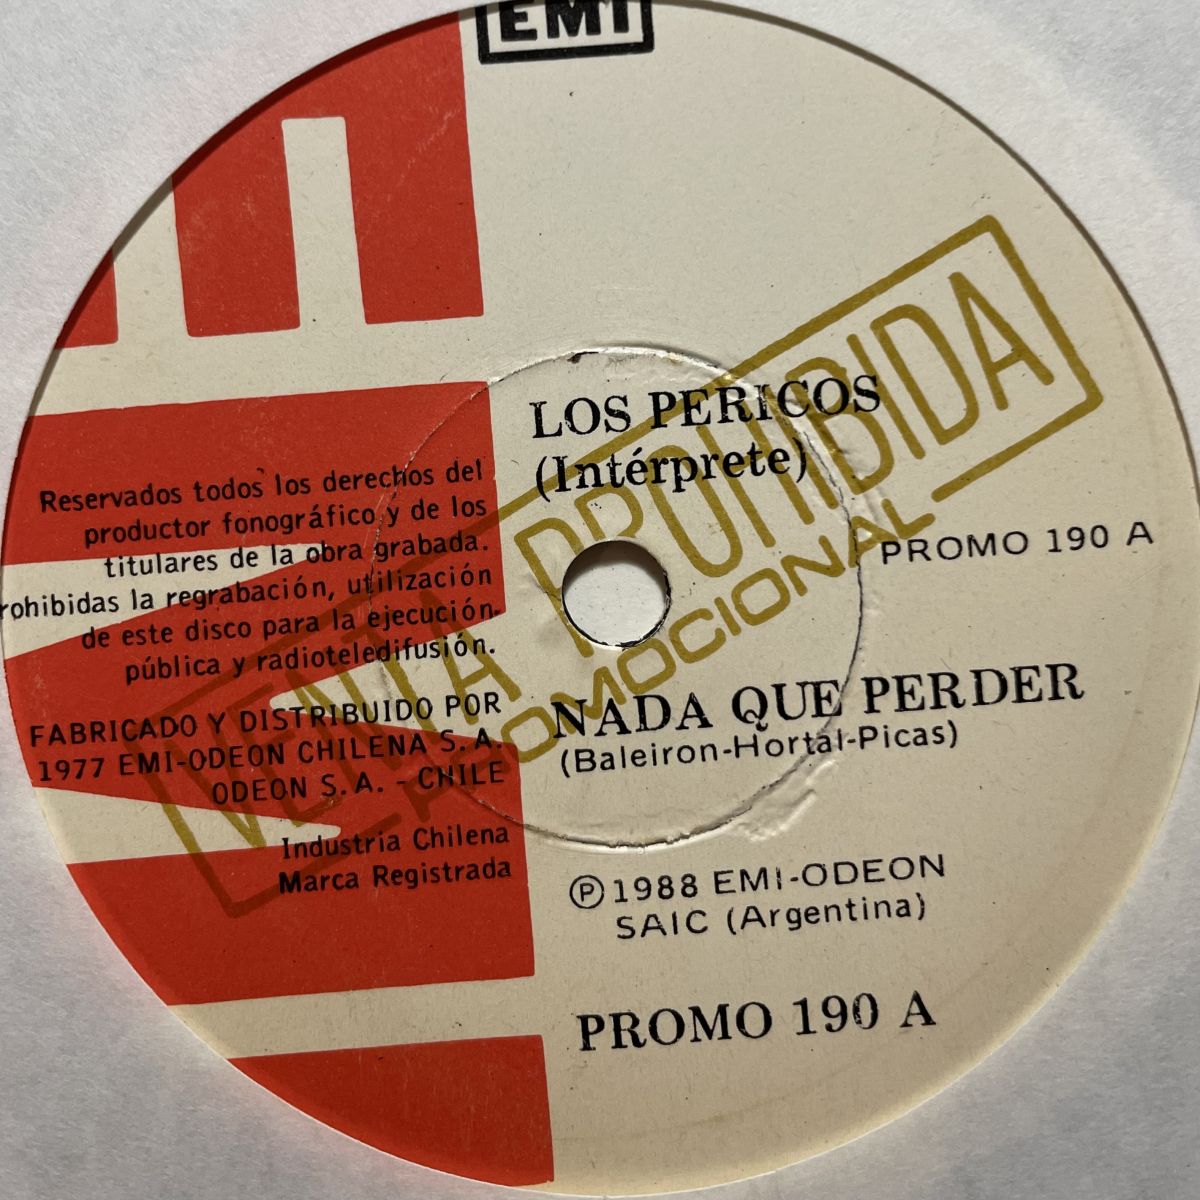 EMI
LOS PERICOS
(Intérprete)
PROMO 190 A
NADA QUE PERDER
(Baleiron-Hortal-Picas)
Ⓟ 1988 EMI-ODEON
SAIC (Argentina)
PROMO 190 A
Reservados todos los derechos del
productor fonográfico y de los
titulares de la obra grabada.
rohibidas la regrabación, utilización
de este disco para la ejecución
pública y radioteledifusión.
FABRICADO Y DISTRIBUIDO POR
1977 EMI-ODEON CHILENA S.A.
ODEON S.A. - CHILE
Industria Chilena
Marca Registrada
VENTA PROHIBIDA
PROMOCIONAL